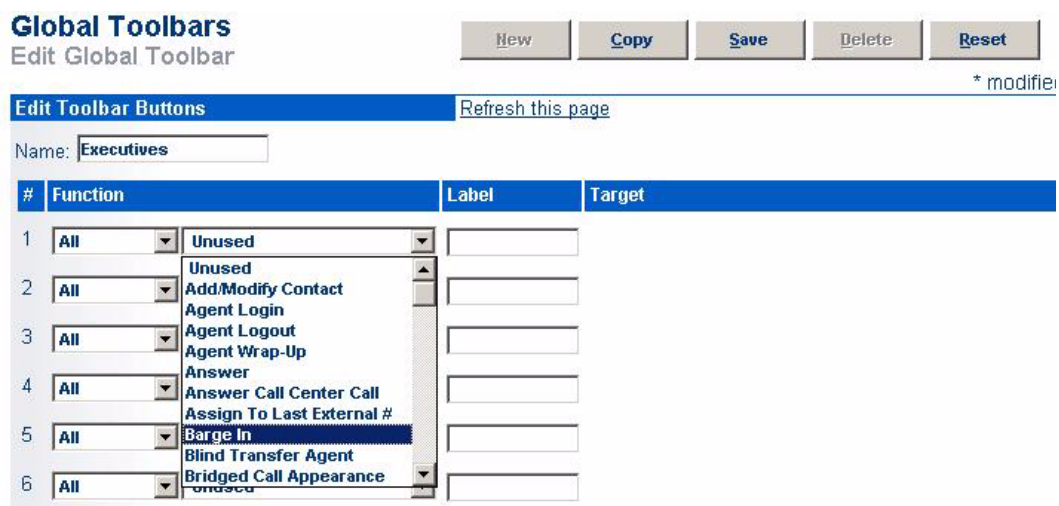 Global Toolbars
Edit Global Toolbar
New Copy Save Delete Reset
* modified
Edit Toolbar Buttons Refresh this page
Name: Executives
# Function Label Target
1 All Unused
Unused
2 All Add/Modify Contact
Agent Login
3 All Agent Logout
Agent Wrap-Up
Answer
4 All Answer Call Center Call
Assign To Last External #
5 All Barge In
Blind Transfer Agent
6 All Bridged Call Appearance
Unused